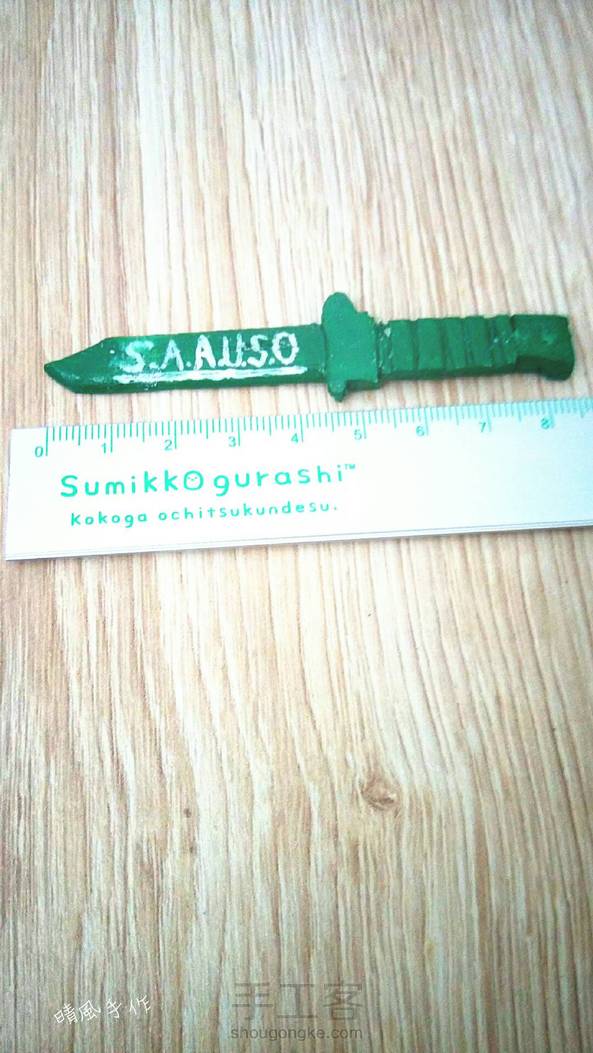 S.A.A.U.S.O
0 1 2 3 4 5 6 7 8
Sumikkogurashi™
Kokoga ochitsukundesu.
晴風手作
手工客
shougongke.com